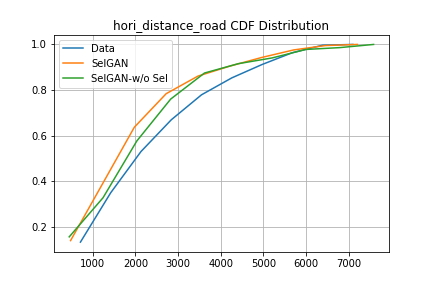 hori_distance_road CDF Distribution
1.0
0.8
0.6
0.4
0.2
Data
SelGAN
SelGAN-w/o Sel
1000 2000 3000 4000 5000 6000 7000